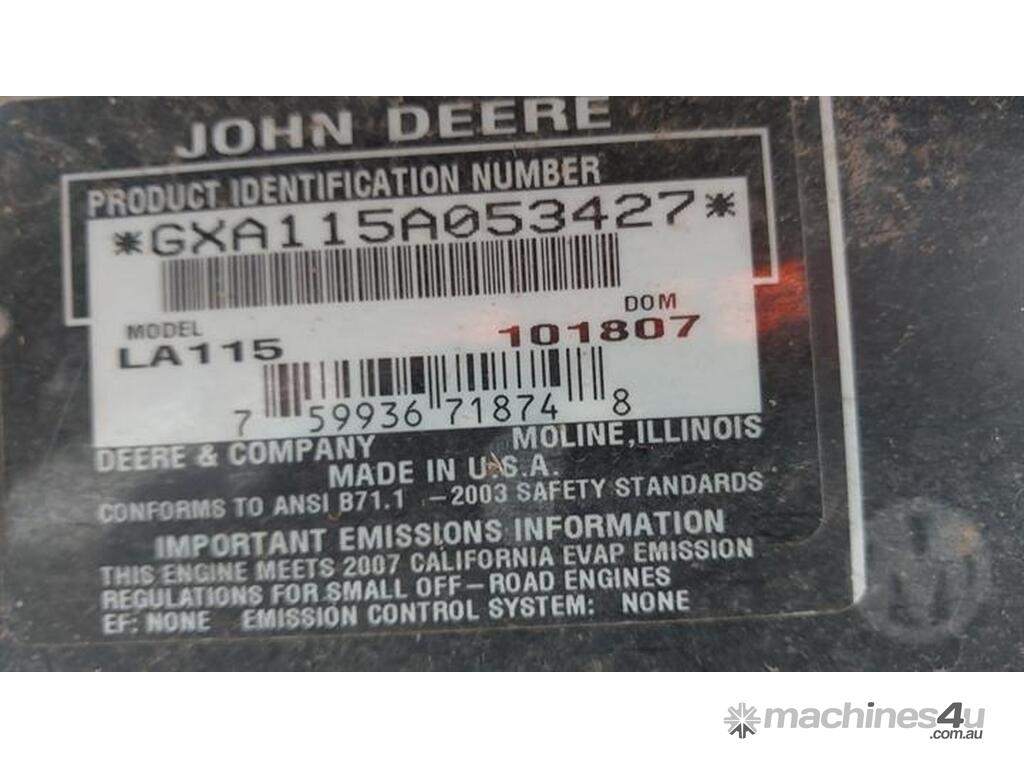 JOHN DEERE
PRODUCT IDENTIFICATION NUMBER
*GXA115A053427*
MODEL
DOM
LA115
101807
7 59936 71874 8
DEERE & COMPANY
MOLINE, ILLINOIS
MADE IN U.S.A.
CONFORMS TO ANSI B71.1 -2003 SAFETY STANDARDS
IMPORTANT EMISSIONS INFORMATION
THIS ENGINE MEETS 2007 CALIFORNIA EVAP EMISSION
REGULATIONS FOR SMALL OFF-ROAD ENGINES
EF: NONE EMISSION CONTROL SYSTEM: NONE
machines4u
.com.au